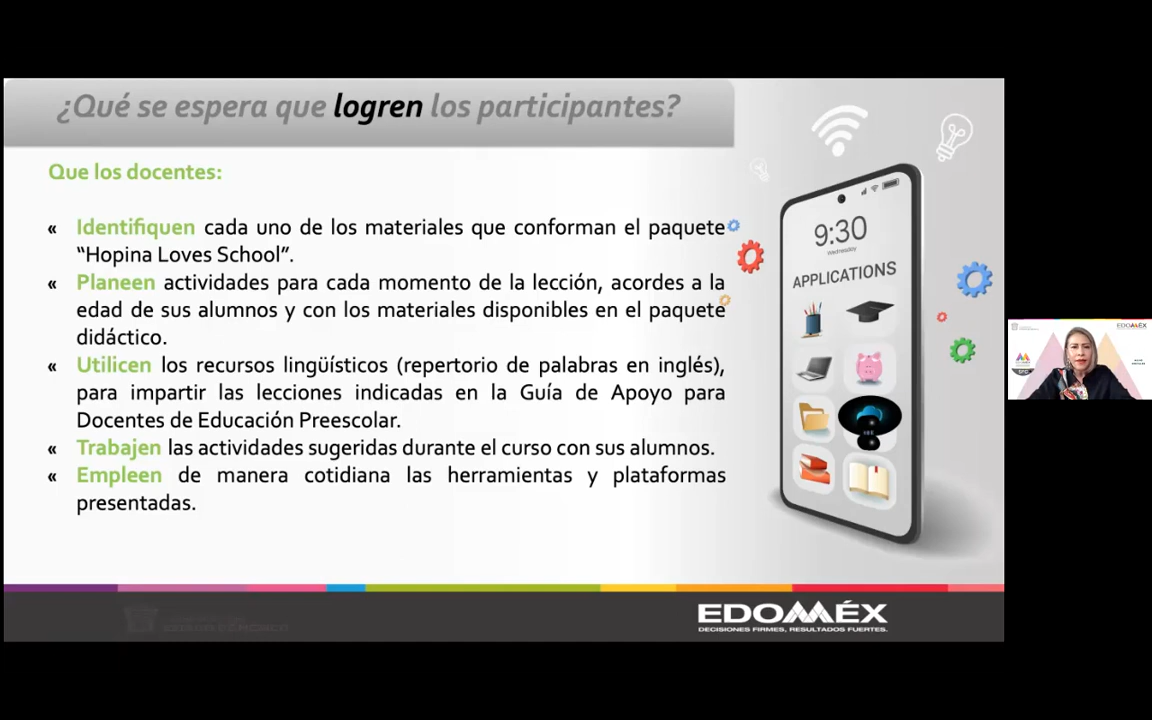 ¿Qué se espera que logren los participantes?
Que los docentes:
« Identifiquen cada uno de los materiales que conforman el paquete
“Hopina Loves School”.
« Planeen actividades para cada momento de la lección, acordes a la
edad de sus alumnos y con los materiales disponibles en el paquete
didáctico.
« Utilicen los recursos lingüísticos (repertorio de palabras en inglés),
para impartir las lecciones indicadas en la Guía de Apoyo para
Docentes de Educación Preescolar.
« Trabajen las actividades sugeridas durante el curso con sus alumnos.
« Empleen de manera cotidiana las herramientas y plataformas
presentadas.
9:30
Wednesday
APPLICATIONS
EDOMÉX
DECISIONES FIRMES, RESULTADOS FUERTES.
EDOMÉX